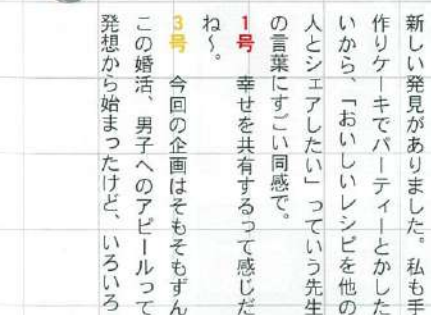 新しい発見がありました。私も手
作りケーキでパーティーとかした
いから、「おいしいレシピを他の
人とシェアしたい」っていう先生
の言葉にすごい同感で。
1号　幸せを共有するって感じだ
ね〜。
3号　今回の企画はそもそもずん
この婚活、男子へのアピールって
発想から始まったけど、いろいろ